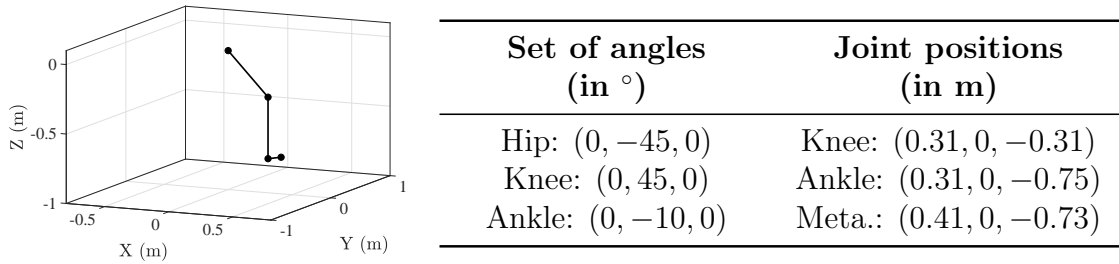 0
-0.5
-1
Z (m)
-0.5
0
0.5
X (m)
-1
0
1
Y (m)
Set of angles Joint positions
(in °) (in m)
Hip: (0, −45, 0) Knee: (0.31, 0, −0.31)
Knee: (0, 45, 0) Ankle: (0.31, 0, −0.75)
Ankle: (0, −10, 0) Meta.: (0.41, 0, −0.73)